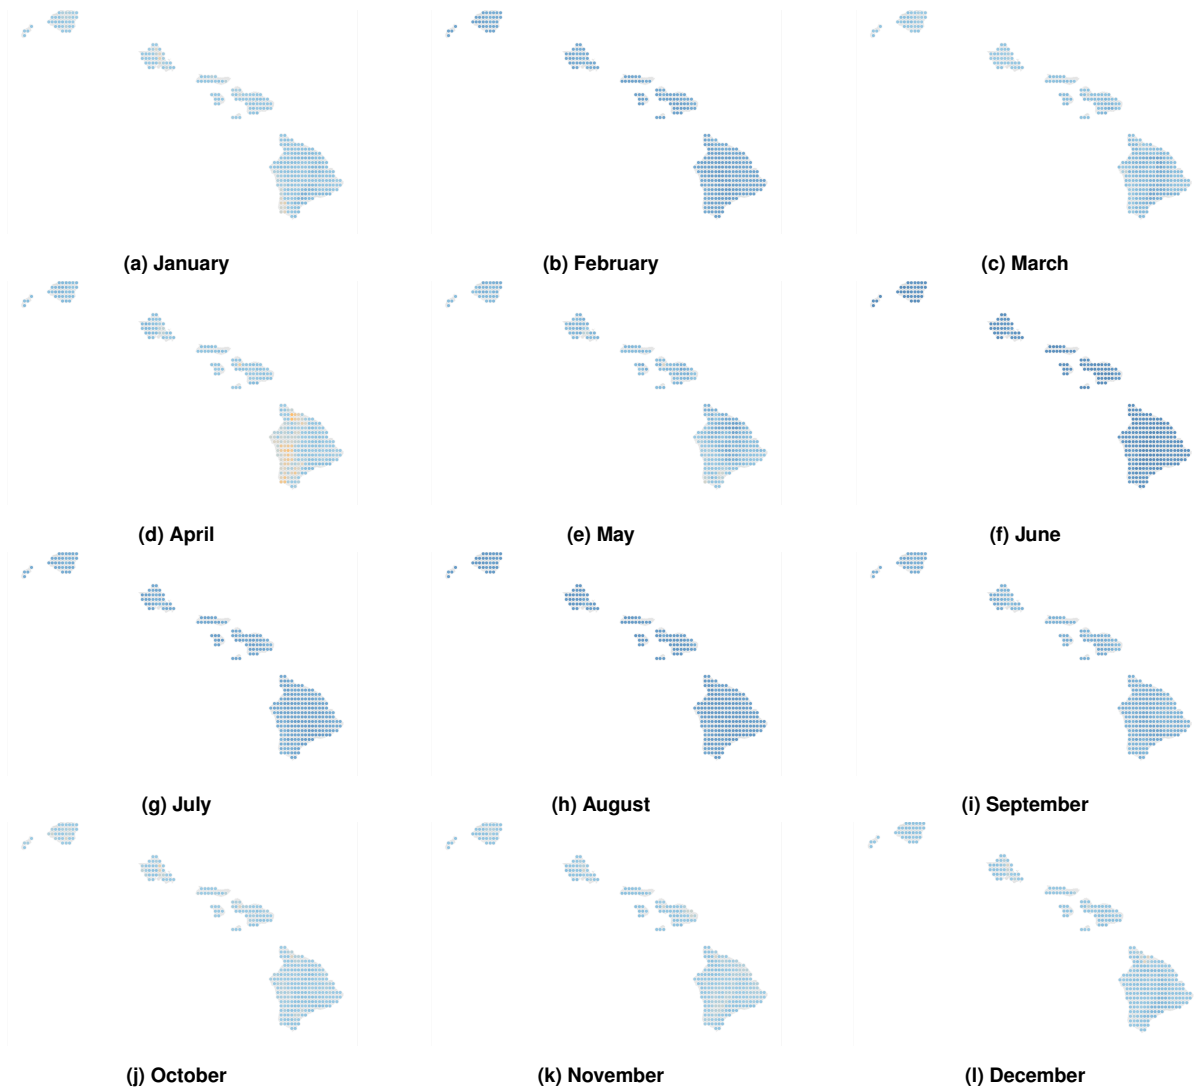 (a) January
(b) February
(c) March
(d) April
(e) May
(f) June
(g) July
(h) August
(i) September
(j) October
(k) November
(l) December